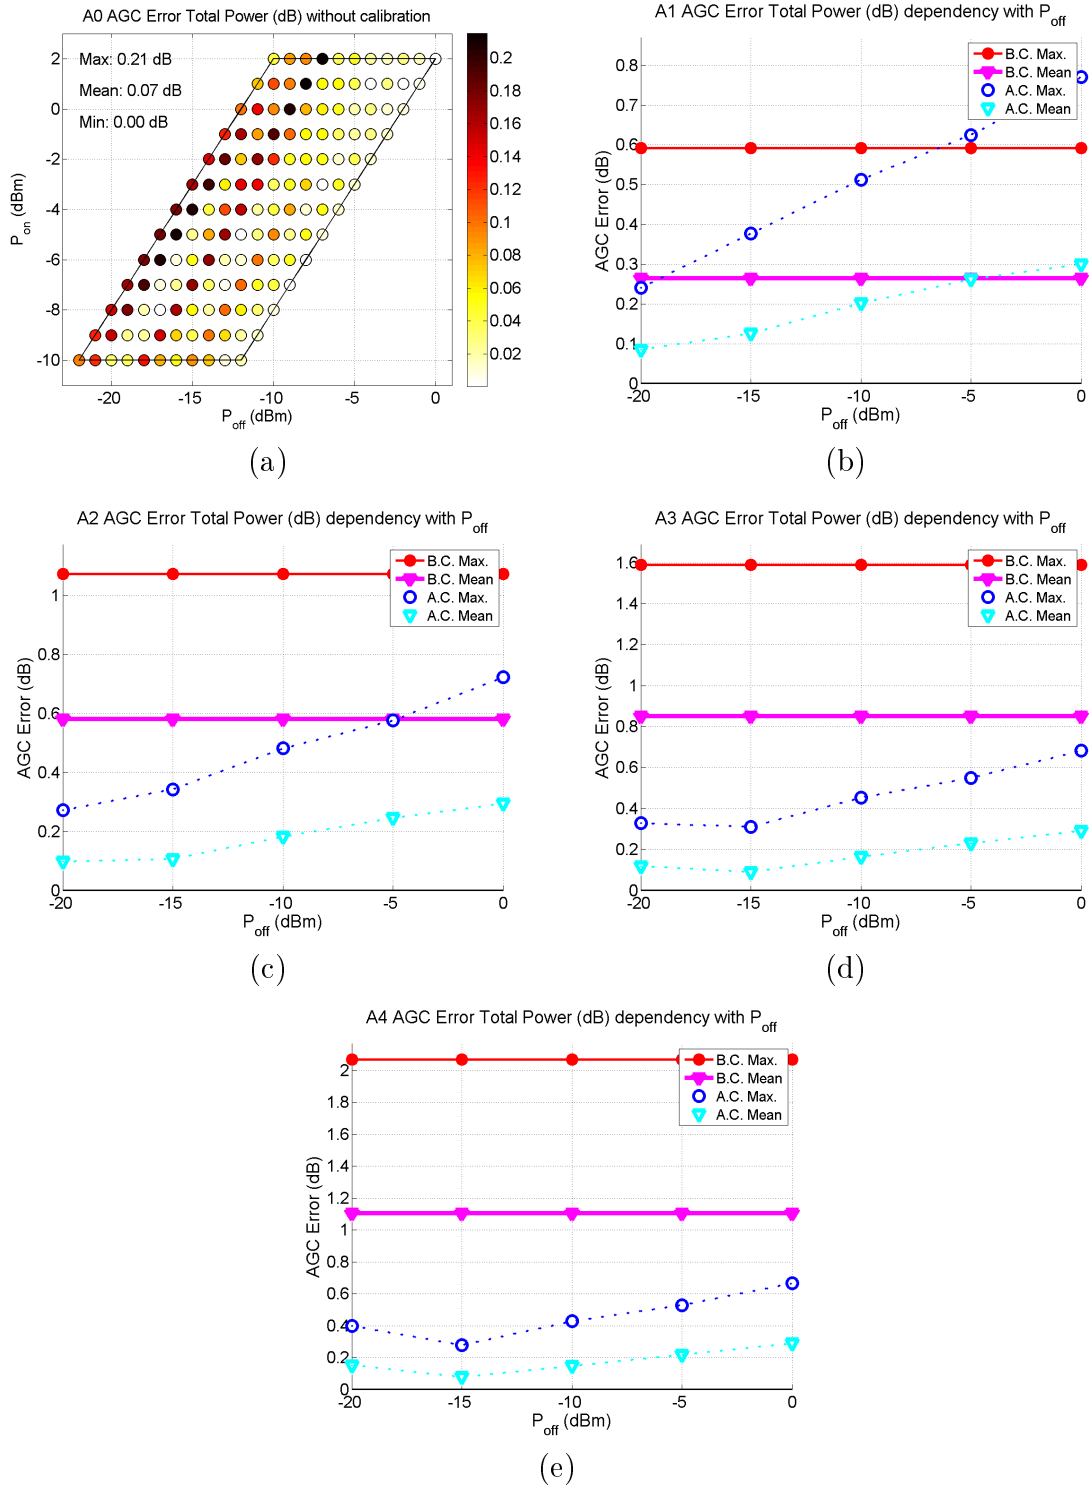 A0 AGC Error Total Power (dB) without calibration
Max: 0.21 dB
Mean: 0.07 dB
Min: 0.00 dB
P_on (dBm)
2
0
-2
-4
-6
-8
-10
-20
-15
-10
-5
0
P_off (dBm)
0.2
0.18
0.16
0.14
0.12
0.1
0.08
0.06
0.04
0.02
(a)
A1 AGC Error Total Power (dB) dependency with P_off
B.C. Max.
B.C. Mean
A.C. Max.
A.C. Mean
AGC Error (dB)
0.8
0.7
0.6
0.5
0.4
0.3
0.2
0.1
0
-20
-15
-10
-5
0
P_off (dBm)
(b)
A2 AGC Error Total Power (dB) dependency with P_off
B.C. Max.
B.C. Mean
A.C. Max.
A.C. Mean
AGC Error (dB)
1
0.8
0.6
0.4
0.2
0
-20
-15
-10
-5
0
P_off (dBm)
(c)
A3 AGC Error Total Power (dB) dependency with P_off
B.C. Max.
B.C. Mean
A.C. Max.
A.C. Mean
AGC Error (dB)
1.6
1.4
1.2
1
0.8
0.6
0.4
0.2
0
-20
-15
-10
-5
0
P_off (dBm)
(d)
A4 AGC Error Total Power (dB) dependency with P_off
B.C. Max.
B.C. Mean
A.C. Max.
A.C. Mean
AGC Error (dB)
2
1.8
1.6
1.4
1.2
1
0.8
0.6
0.4
0.2
0
-20
-15
-10
-5
0
P_off (dBm)
(e)